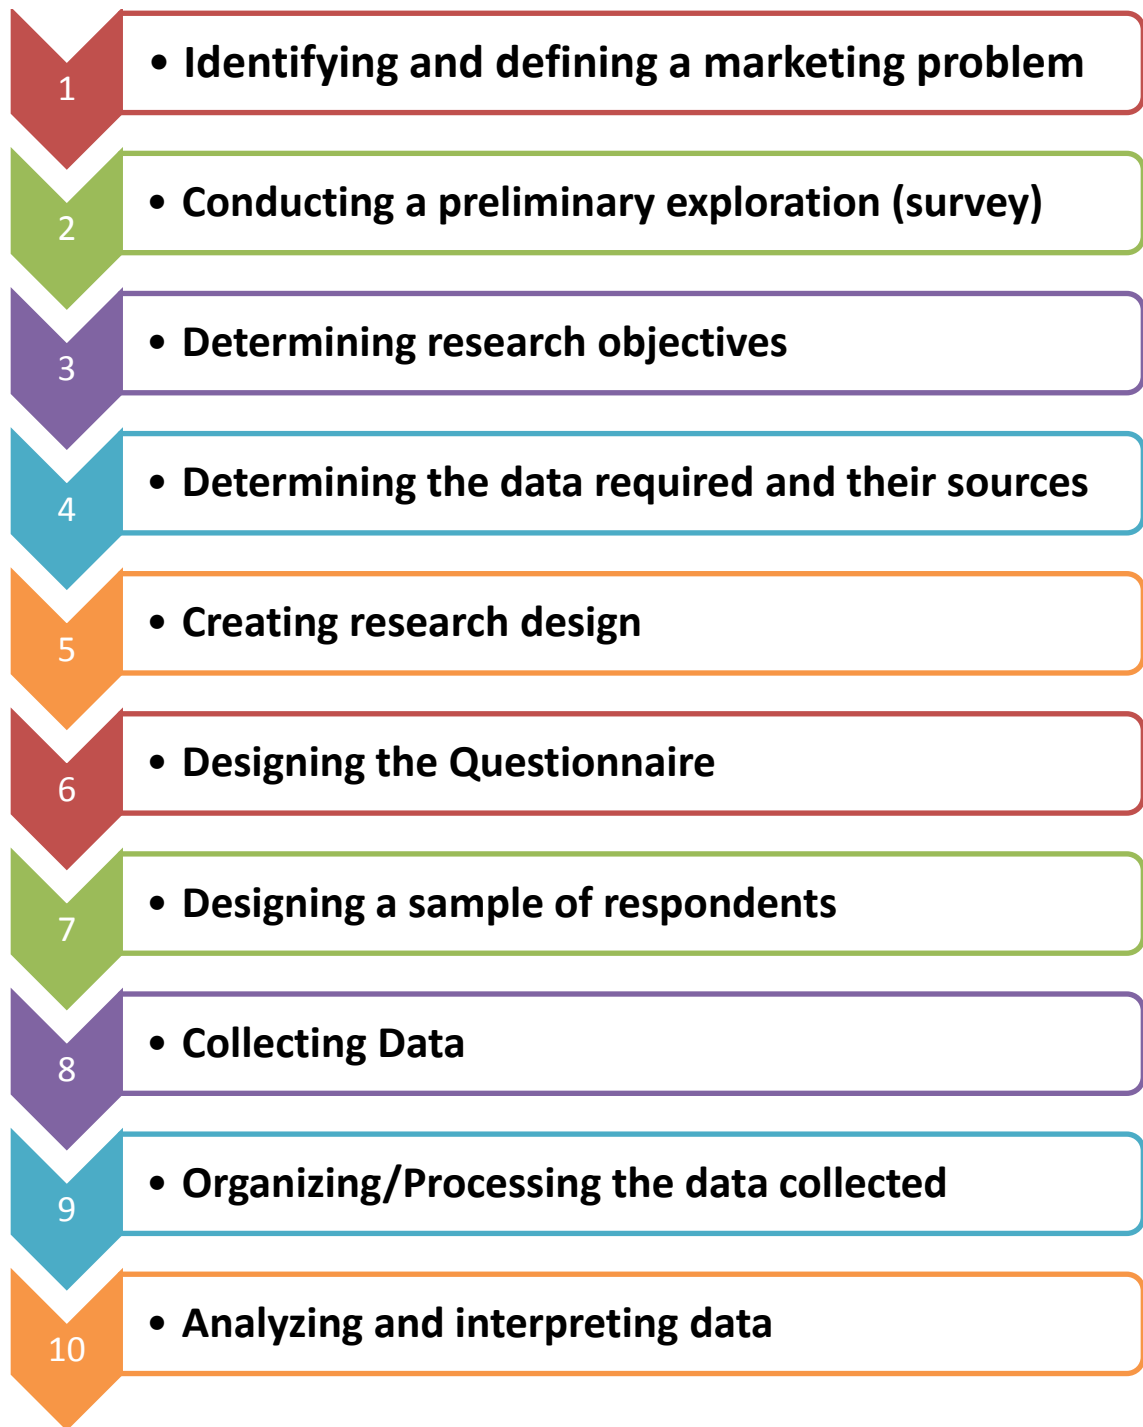 1
• Identifying and defining a marketing problem
2
• Conducting a preliminary exploration (survey)
3
• Determining research objectives
4
• Determining the data required and their sources
5
• Creating research design
6
• Designing the Questionnaire
7
• Designing a sample of respondents
8
• Collecting Data
9
• Organizing/Processing the data collected
10
• Analyzing and interpreting data